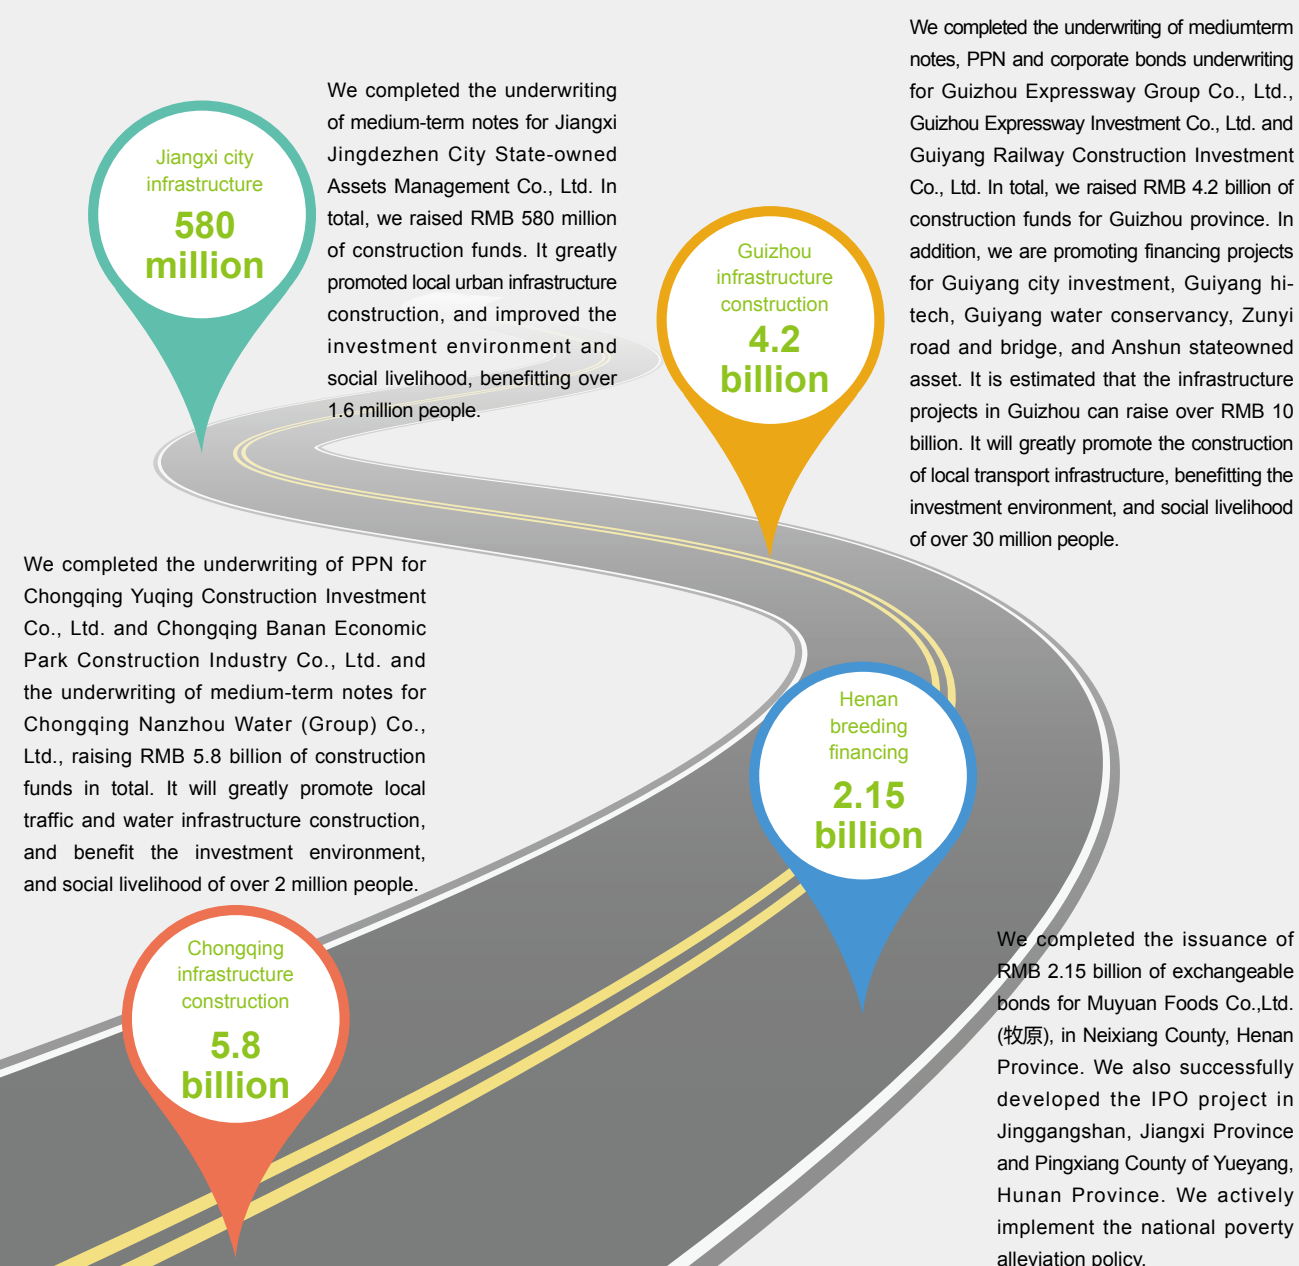 We completed the underwriting of mediumterm
notes, PPN and corporate bonds underwriting
for Guizhou Expressway Group Co., Ltd.,
Guizhou Expressway Investment Co., Ltd. and
Guiyang Railway Construction Investment
Co., Ltd. In total, we raised RMB 4.2 billion of
construction funds for Guizhou province. In
addition, we are promoting financing projects
for Guiyang city investment, Guiyang hi-
tech, Guiyang water conservancy, Zunyi
road and bridge, and Anshun stateowned
asset. It is estimated that the infrastructure
projects in Guizhou can raise over RMB 10
billion. It will greatly promote the construction
of local transport infrastructure, benefitting the
investment environment, and social livelihood
of over 30 million people.
We completed the underwriting
of medium-term notes for Jiangxi
Jingdezhen City State-owned
Assets Management Co., Ltd. In
total, we raised RMB 580 million
of construction funds. It greatly
promoted local urban infrastructure
construction, and improved the
investment environment and
social livelihood, benefitting over
1.6 million people.
Jiangxi city
infrastructure
580
million
Guizhou
infrastructure
construction
4.2
billion
We completed the underwriting of PPN for
Chongqing Yuqing Construction Investment
Co., Ltd. and Chongqing Banan Economic
Park Construction Industry Co., Ltd. and
the underwriting of medium-term notes for
Chongqing Nanzhou Water (Group) Co.,
Ltd., raising RMB 5.8 billion of construction
funds in total. It will greatly promote local
traffic and water infrastructure construction,
and benefit the investment environment,
and social livelihood of over 2 million people.
Henan
breeding
financing
2.15
billion
Chongqing
infrastructure
construction
5.8
billion
We completed the issuance of
RMB 2.15 billion of exchangeable
bonds for Muyuan Foods Co.,Ltd.
(牧原), in Neixiang County, Henan
Province. We also successfully
developed the IPO project in
Jinggangshan, Jiangxi Province
and Pingxiang County of Yueyang,
Hunan Province. We actively
implement the national poverty
alleviation policy.